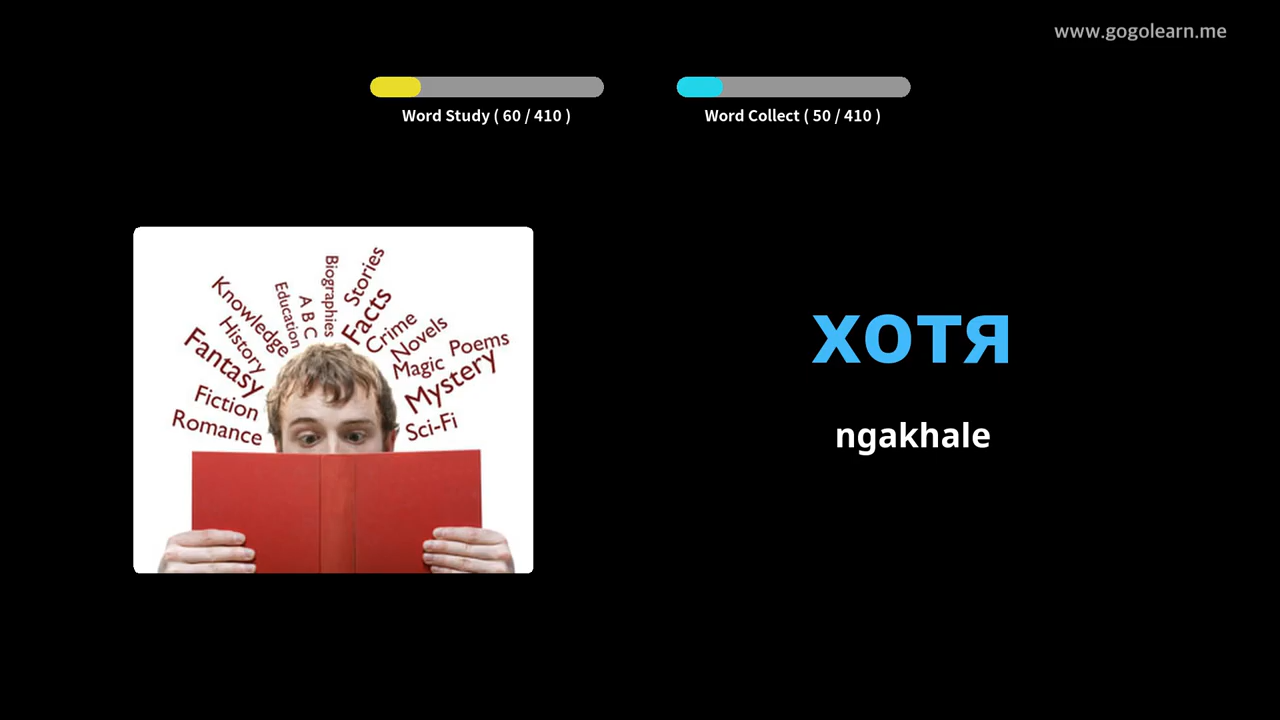 www.gogolearn.me
Word Study ( 60 / 410 )
Word Collect ( 50 / 410 )
Biographies
Stories
Education
A B C
Facts
Knowledge
Crime
History
Novels
Poems
Fantasy
Magic
Mystery
Fiction
Romance
Sci-Fi
хотя
ngakhale